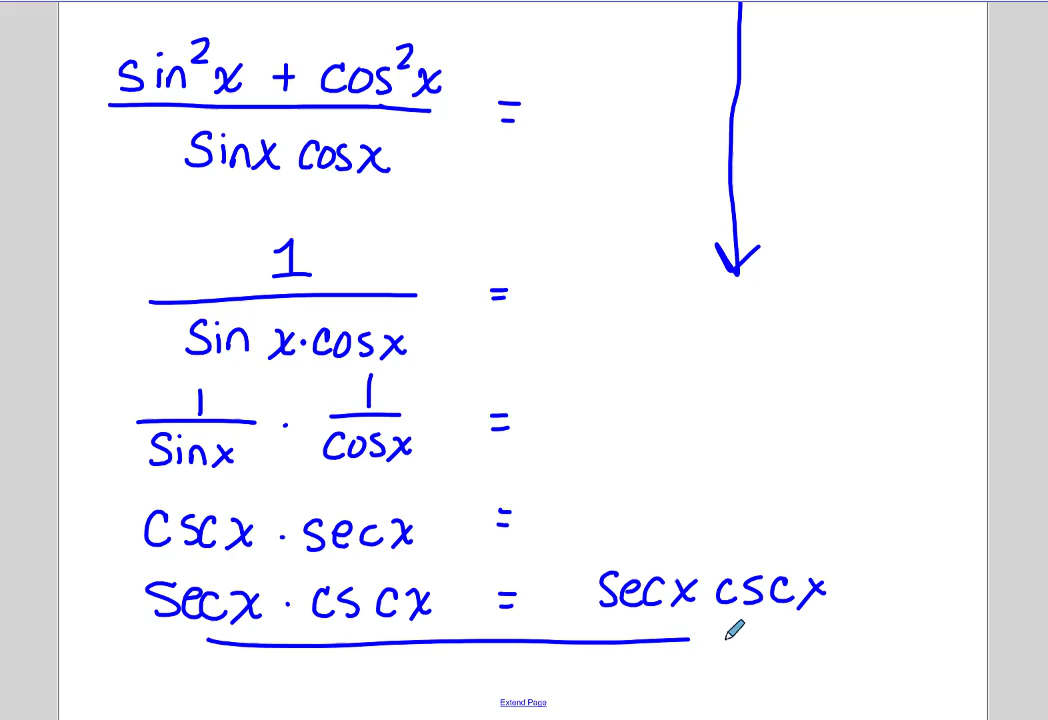 sin²x + cos²x
=
sinx cosx
1
=
sin x·cosx
1 1
· =
sinx cosx
cscx · secx =
secx · cscx = secx cscx
Extend Page